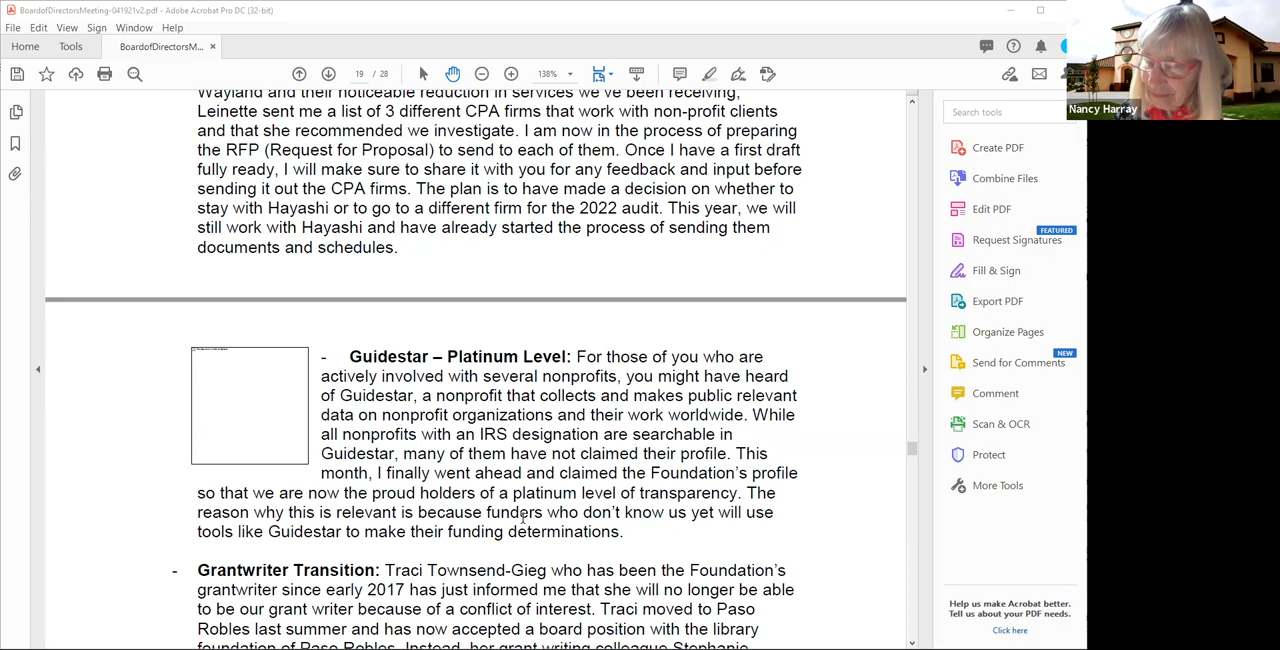 BoardofDirectorsMeeting-041921v2.pdf - Adobe Acrobat Pro DC (32-bit)
File Edit View Sign Window Help
Home Tools BoardofDirectorsM... ×
19 / 28 138%
Wayland and their noticeable reduction in services we've been receiving,
Leinette sent me a list of 3 different CPA firms that work with non-profit clients
and that she recommended we investigate. I am now in the process of preparing
the RFP (Request for Proposal) to send to each of them. Once I have a first draft
fully ready, I will make sure to share it with you for any feedback and input before
sending it out the CPA firms. The plan is to have made a decision on whether to
stay with Hayashi or to go to a different firm for the 2022 audit. This year, we will
still work with Hayashi and have already started the process of sending them
documents and schedules.
- Guidestar – Platinum Level: For those of you who are
actively involved with several nonprofits, you might have heard
of Guidestar, a nonprofit that collects and makes public relevant
data on nonprofit organizations and their work worldwide. While
all nonprofits with an IRS designation are searchable in
Guidestar, many of them have not claimed their profile. This
month, I finally went ahead and claimed the Foundation's profile
so that we are now the proud holders of a platinum level of transparency. The
reason why this is relevant is because funders who don't know us yet will use
tools like Guidestar to make their funding determinations.
- Grantwriter Transition: Traci Townsend-Gieg who has been the Foundation's
grantwriter since early 2017 has just informed me that she will no longer be able
to be our grant writer because of a conflict of interest. Traci moved to Paso
Robles last summer and has now accepted a board position with the library
foundation of Paso Robles. Instead, her grant writing colleague Stephanie
Search tools
Create PDF
Combine Files
Edit PDF
FEATURED
Request Signatures
Fill & Sign
Export PDF
Organize Pages
NEW
Send for Comments
Comment
Scan & OCR
Protect
More Tools
Help us make Acrobat better.
Tell us about your PDF needs.
Click here
Nancy Harray